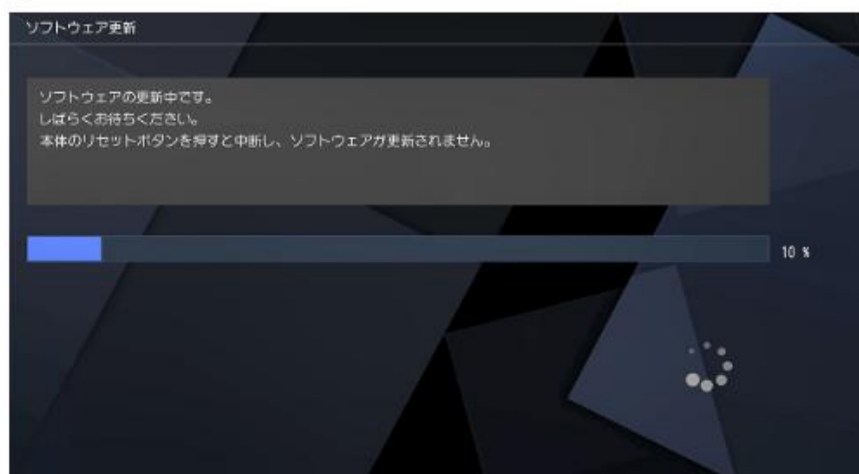 ソフトウェア更新
ソフトウェアの更新中です。
しばらくお待ちください。
本体のリセットボタンを押すと中断し、ソフトウェアが更新されません。
10 %